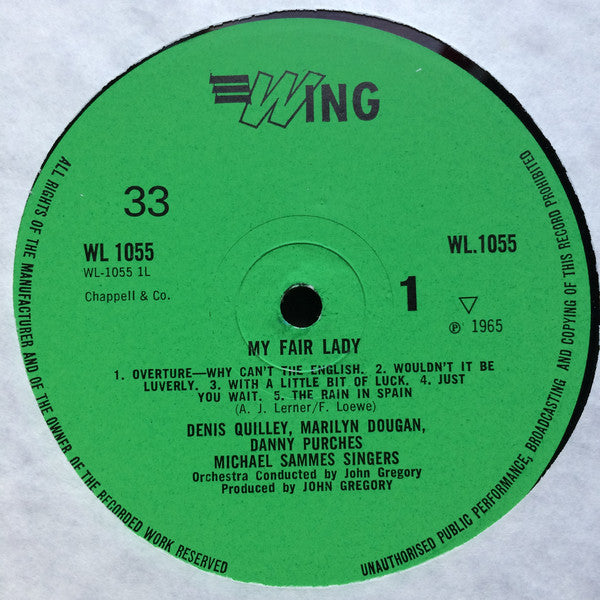 WING
33
WL 1055
WL-1055 1L
Chappell & Co.
WL.1055
1
℗ 1965
MY FAIR LADY
1. OVERTURE—WHY CAN'T THE ENGLISH. 2. WOULDN'T IT BE
LUVERLY. 3. WITH A LITTLE BIT OF LUCK. 4. JUST
YOU WAIT. 5. THE RAIN IN SPAIN
(A. J. Lerner/F. Loewe)
DENIS QUILLEY, MARILYN DOUGAN,
DANNY PURCHES
MICHAEL SAMMES SINGERS
Orchestra Conducted by John Gregory
Produced by JOHN GREGORY
ALL RIGHTS OF THE MANUFACTURER AND OF THE OWNER OF THE RECORDED WORK RESERVED
UNAUTHORISED PUBLIC PERFORMANCE, BROADCASTING AND COPYING OF THIS RECORD PROHIBITED